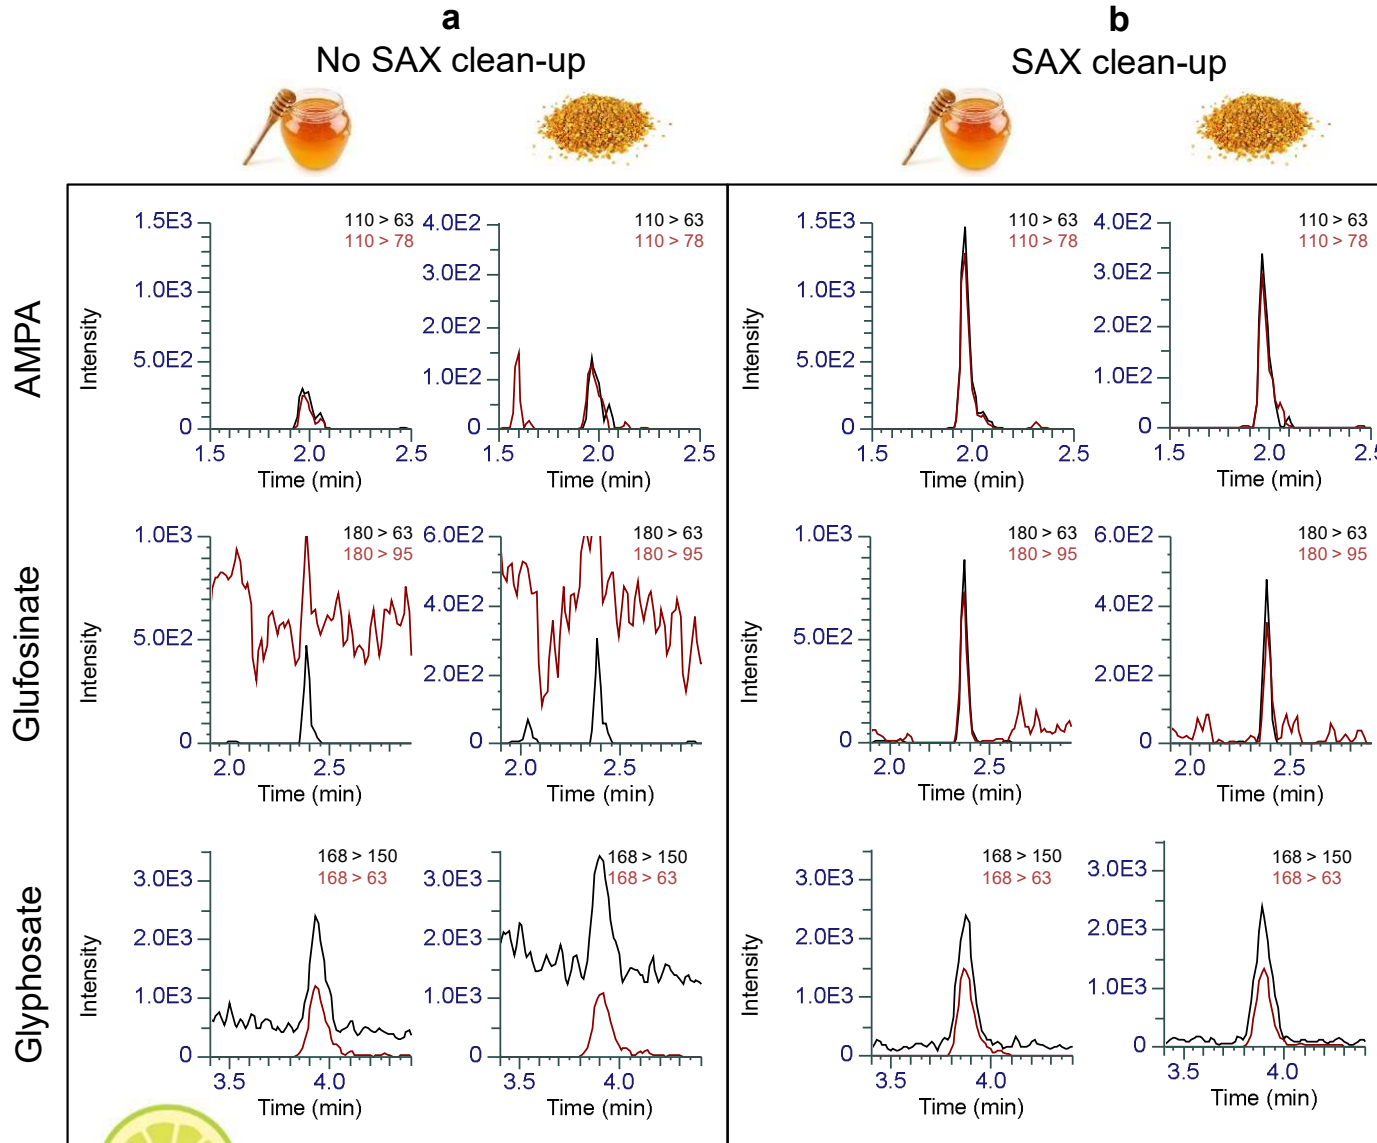 a
No SAX clean-up
b
SAX clean-up
AMPA
Intensity
1.5E3
1.0E3
5.0E2
0
110 > 63
110 > 78
1.5 2.0 2.5
Time (min)
4.0E2
3.0E2
2.0E2
1.0E2
0
110 > 63
110 > 78
1.5 2.0 2.5
Time (min)
Intensity
1.5E3
1.0E3
5.0E2
0
110 > 63
110 > 78
1.5 2.0 2.5
Time (min)
4.0E2
3.0E2
2.0E2
1.0E2
0
110 > 63
110 > 78
1.5 2.0 2.5
Time (min)
Glufosinate
Intensity
1.0E3
5.0E2
0
180 > 63
180 > 95
2.0 2.5
Time (min)
6.0E2
4.0E2
2.0E2
0
180 > 63
180 > 95
2.0 2.5
Time (min)
Intensity
1.0E3
5.0E2
0
180 > 63
180 > 95
2.0 2.5
Time (min)
6.0E2
4.0E2
2.0E2
0
180 > 63
180 > 95
2.0 2.5
Time (min)
Glyphosate
Intensity
3.0E3
2.0E3
1.0E3
0
168 > 150
168 > 63
3.5 4.0
Time (min)
3.0E3
2.0E3
1.0E3
0
168 > 150
168 > 63
3.5 4.0
Time (min)
Intensity
3.0E3
2.0E3
1.0E3
0
168 > 150
168 > 63
3.5 4.0
Time (min)
3.0E3
2.0E3
1.0E3
0
168 > 150
168 > 63
3.5 4.0
Time (min)